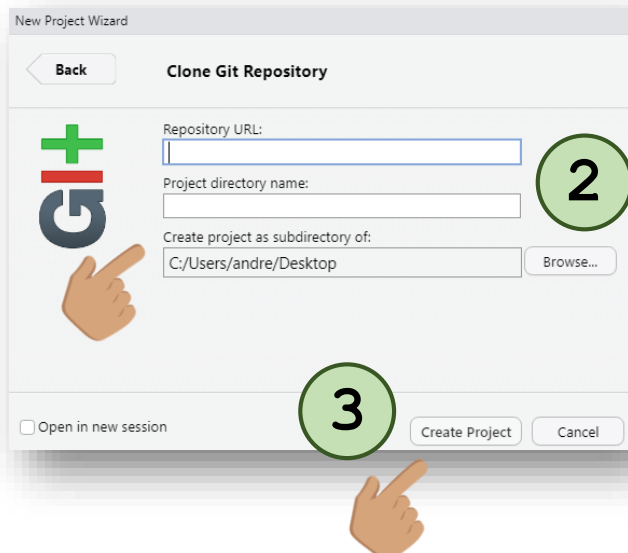 New Project Wizard
Back
Clone Git Repository
GIt
Repository URL:
Project directory name:
2
Create project as subdirectory of:
C:/Users/andre/Desktop
Browse...
3
Open in new session
Create Project
Cancel